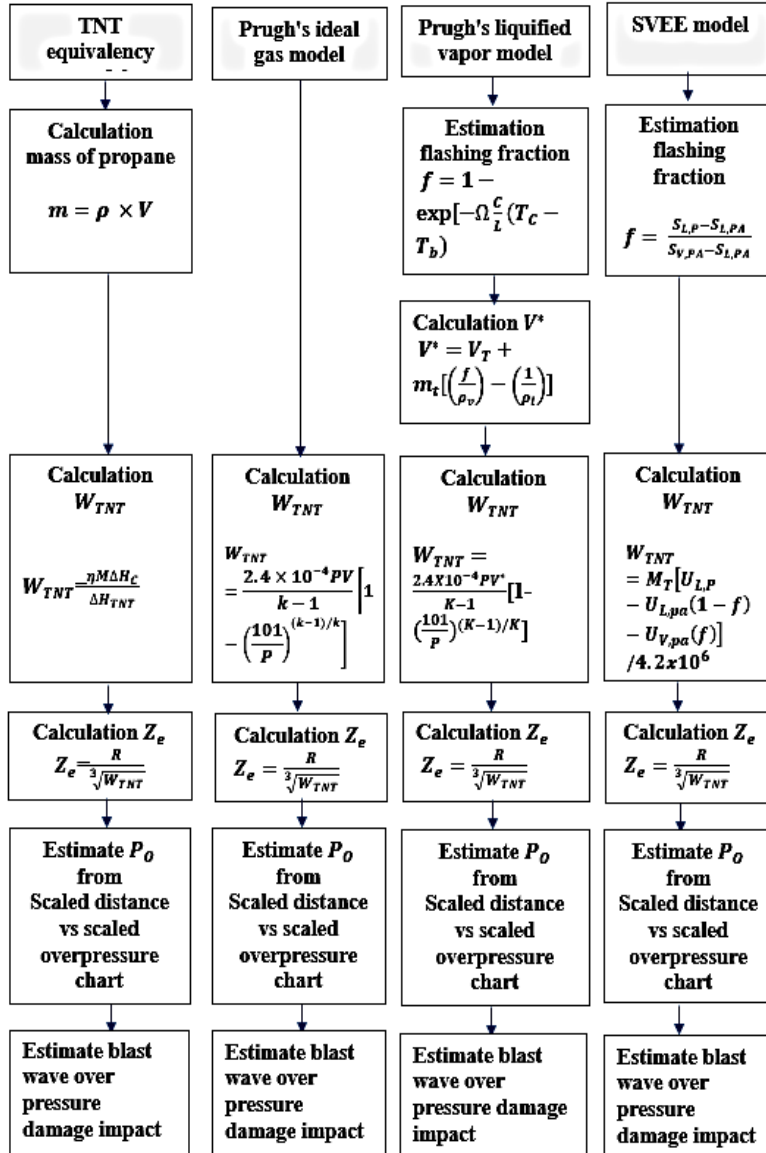 TNT
equivalency
Calculation
mass of propane
m = ρ × V
Calculation
W_TNT
W_TNT = ηMΔH_C / ΔH_TNT
Calculation Z_e
Z_e = R / ∛W_TNT
Estimate P_O
from
Scaled distance
vs scaled
overpressure
chart
Estimate blast
wave over
pressure
damage impact
Prugh's ideal
gas model
Calculation
W_TNT
W_TNT
= 2.4 × 10⁻⁴ PV / k − 1 [1
− (101 / P)^(k−1)/k]
Calculation Z_e
Z_e = R / ∛W_TNT
Estimate P_O
from
Scaled distance
vs scaled
overpressure
chart
Estimate blast
wave over
pressure
damage impact
Prugh's liquified
vapor model
Estimation
flashing fraction
f = 1 −
exp[−Ω C/L (T_C −
T_b)
Calculation V*
V* = V_T +
m_t[(f/ρ_v) − (1/ρ_l)]
Calculation
W_TNT
W_TNT =
2.4X10⁻⁴ PV* / K−1 [1-
(101/P)^(K−1)/K]
Calculation Z_e
Z_e = R / ∛W_TNT
Estimate P_O
from
Scaled distance
vs scaled
overpressure
chart
Estimate blast
wave over
pressure damage
impact
SVEE model
Estimation
flashing
fraction
f = S_L,P − S_L,PA / S_V,PA − S_L,PA
Calculation
W_TNT
W_TNT
= M_T[U_L,P
− U_L,pa(1 − f)
− U_V,pa(f)]
/4.2x10⁶
Calculation Z_e
Z_e = R / ∛W_TNT
Estimate P_O
from
Scaled distance
vs scaled
overpressure
chart
Estimate blast
wave over
pressure
damage impact